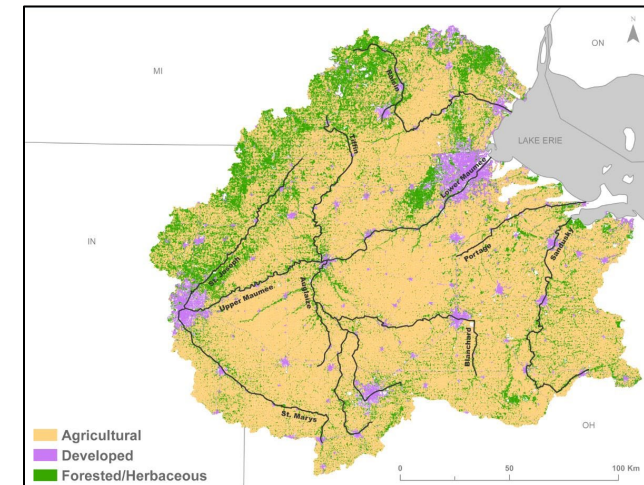 MI
ON
N
Raisin
Tiffin
LAKE ERIE
Lower Maumee
IN
Portage
Sandusky
St. Joseph
Upper Maumee
Auglaize
Blanchard
St. Marys
OH
Agricultural
Developed
Forested/Herbaceous
0 50 100 Km